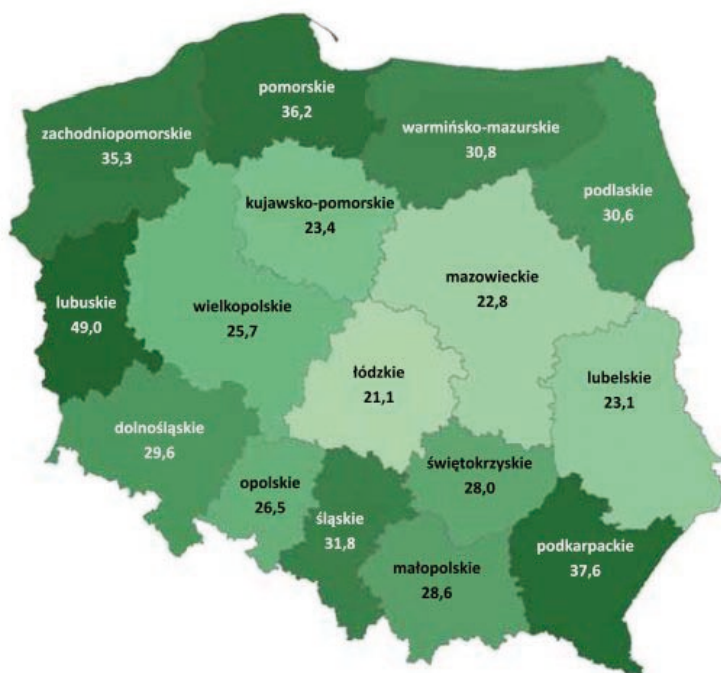 pomorskie
36,2
zachodniopomorskie
35,3
warmińsko-mazurskie
30,8
podlaskie
30,6
kujawsko-pomorskie
23,4
mazowieckie
22,8
lubuskie
49,0
wielkopolskie
25,7
łódzkie
21,1
lubelskie
23,1
dolnośląskie
29,6
świętokrzyskie
28,0
opolskie
26,5
śląskie
31,8
podkarpackie
37,6
małopolskie
28,6